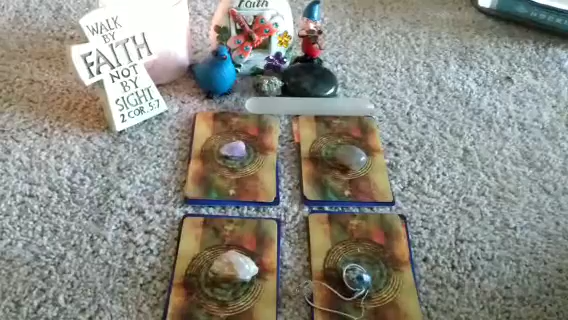 WALK
BY
FAITH
NOT
BY
SIGHT
2 COR. 5:7
Faith